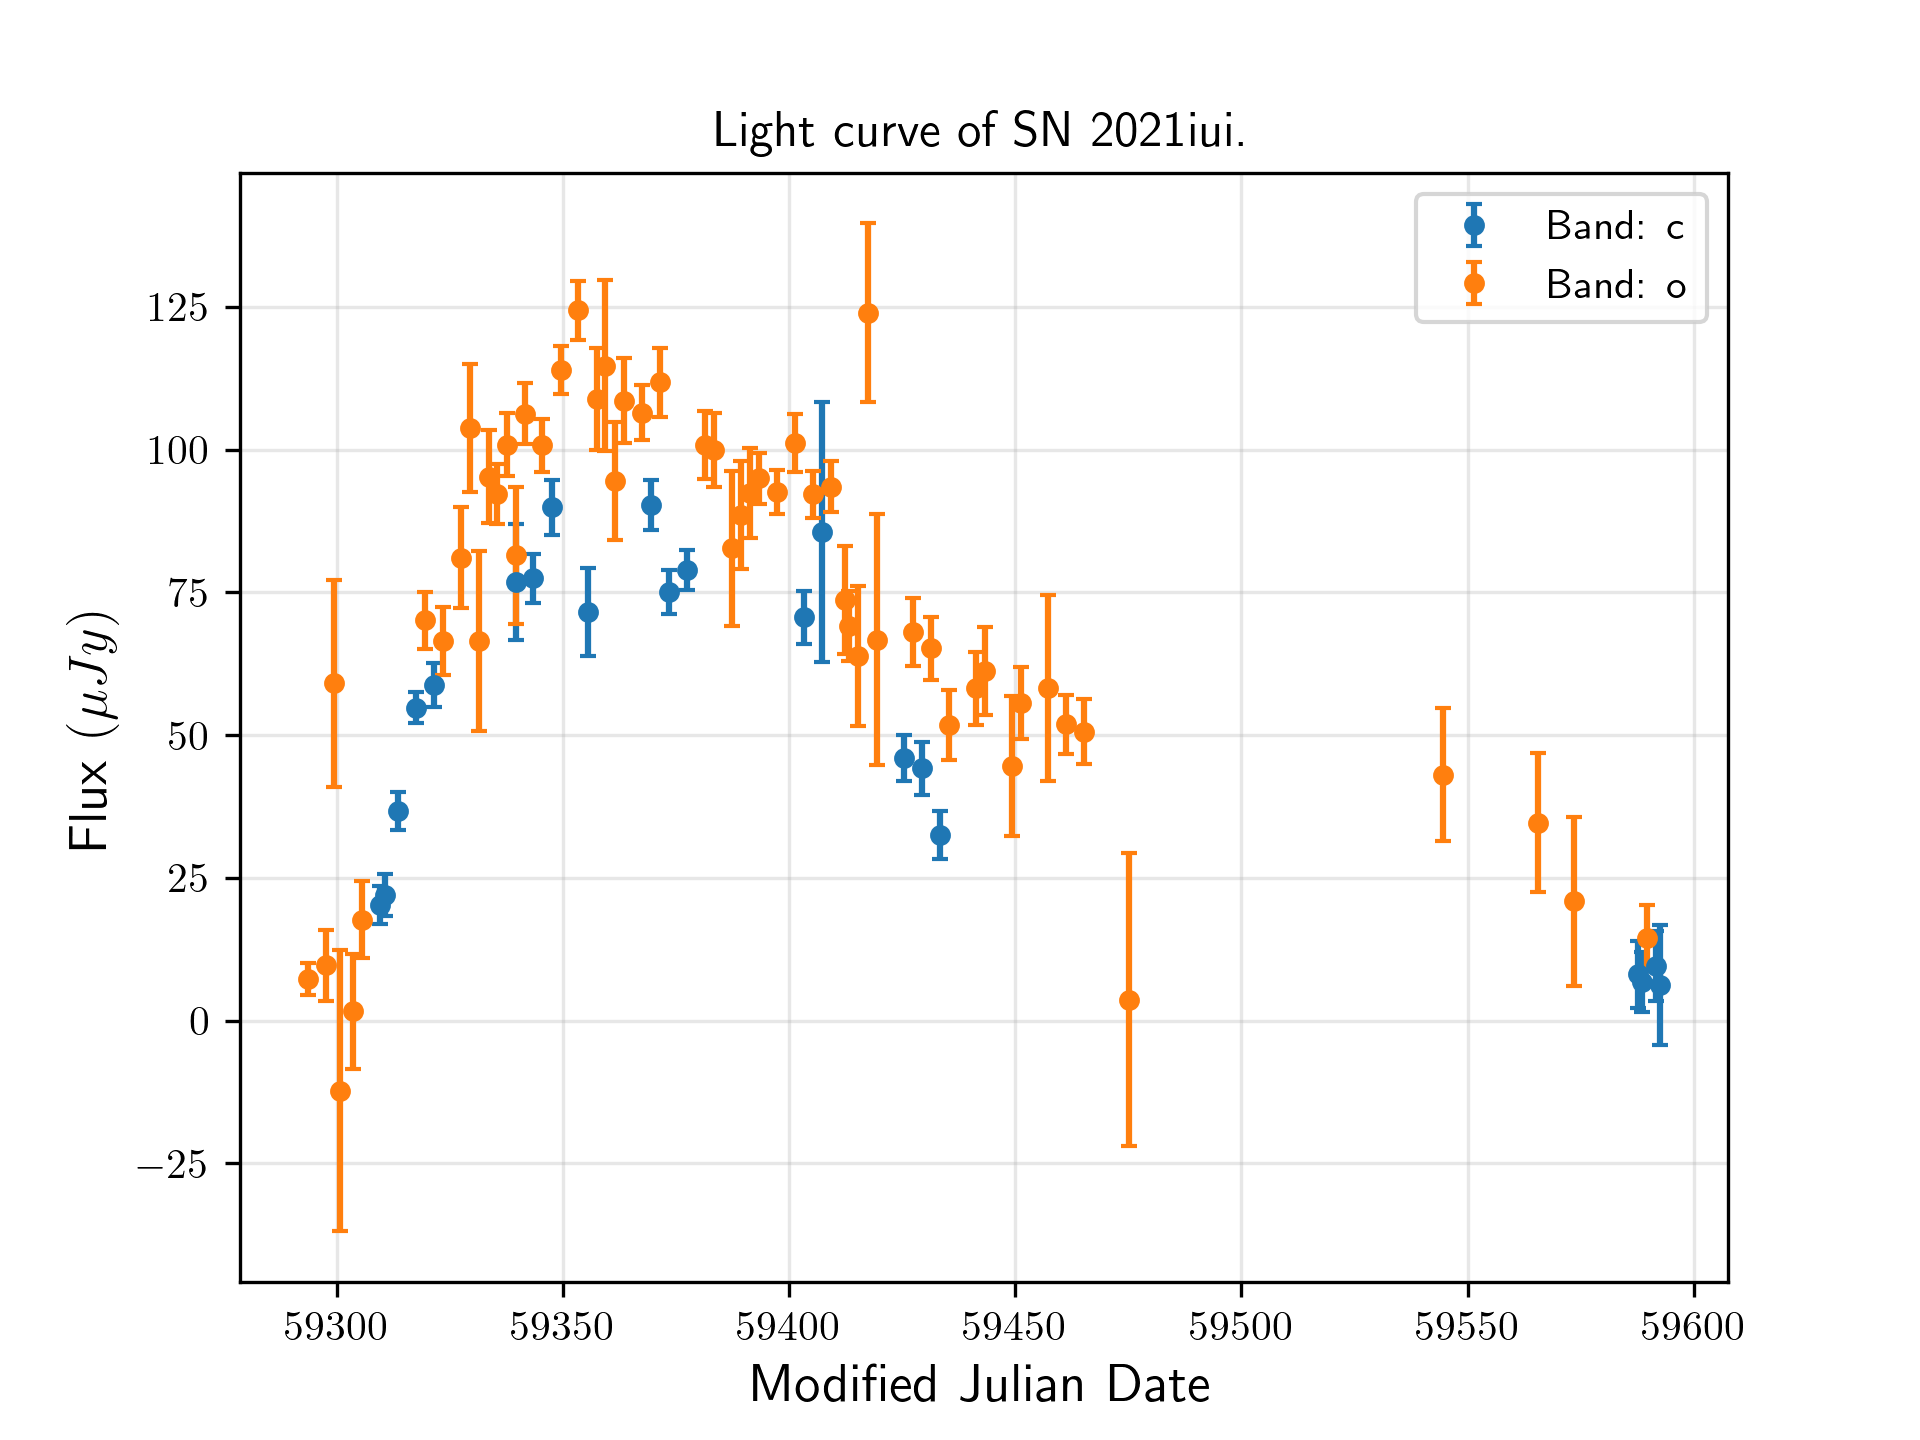 Light curve of SN 2021iui.
Band: c
Band: o
125
100
75
50
25
0
−25
Flux (μJy)
59300 59350 59400 59450 59500 59550 59600
Modified Julian Date